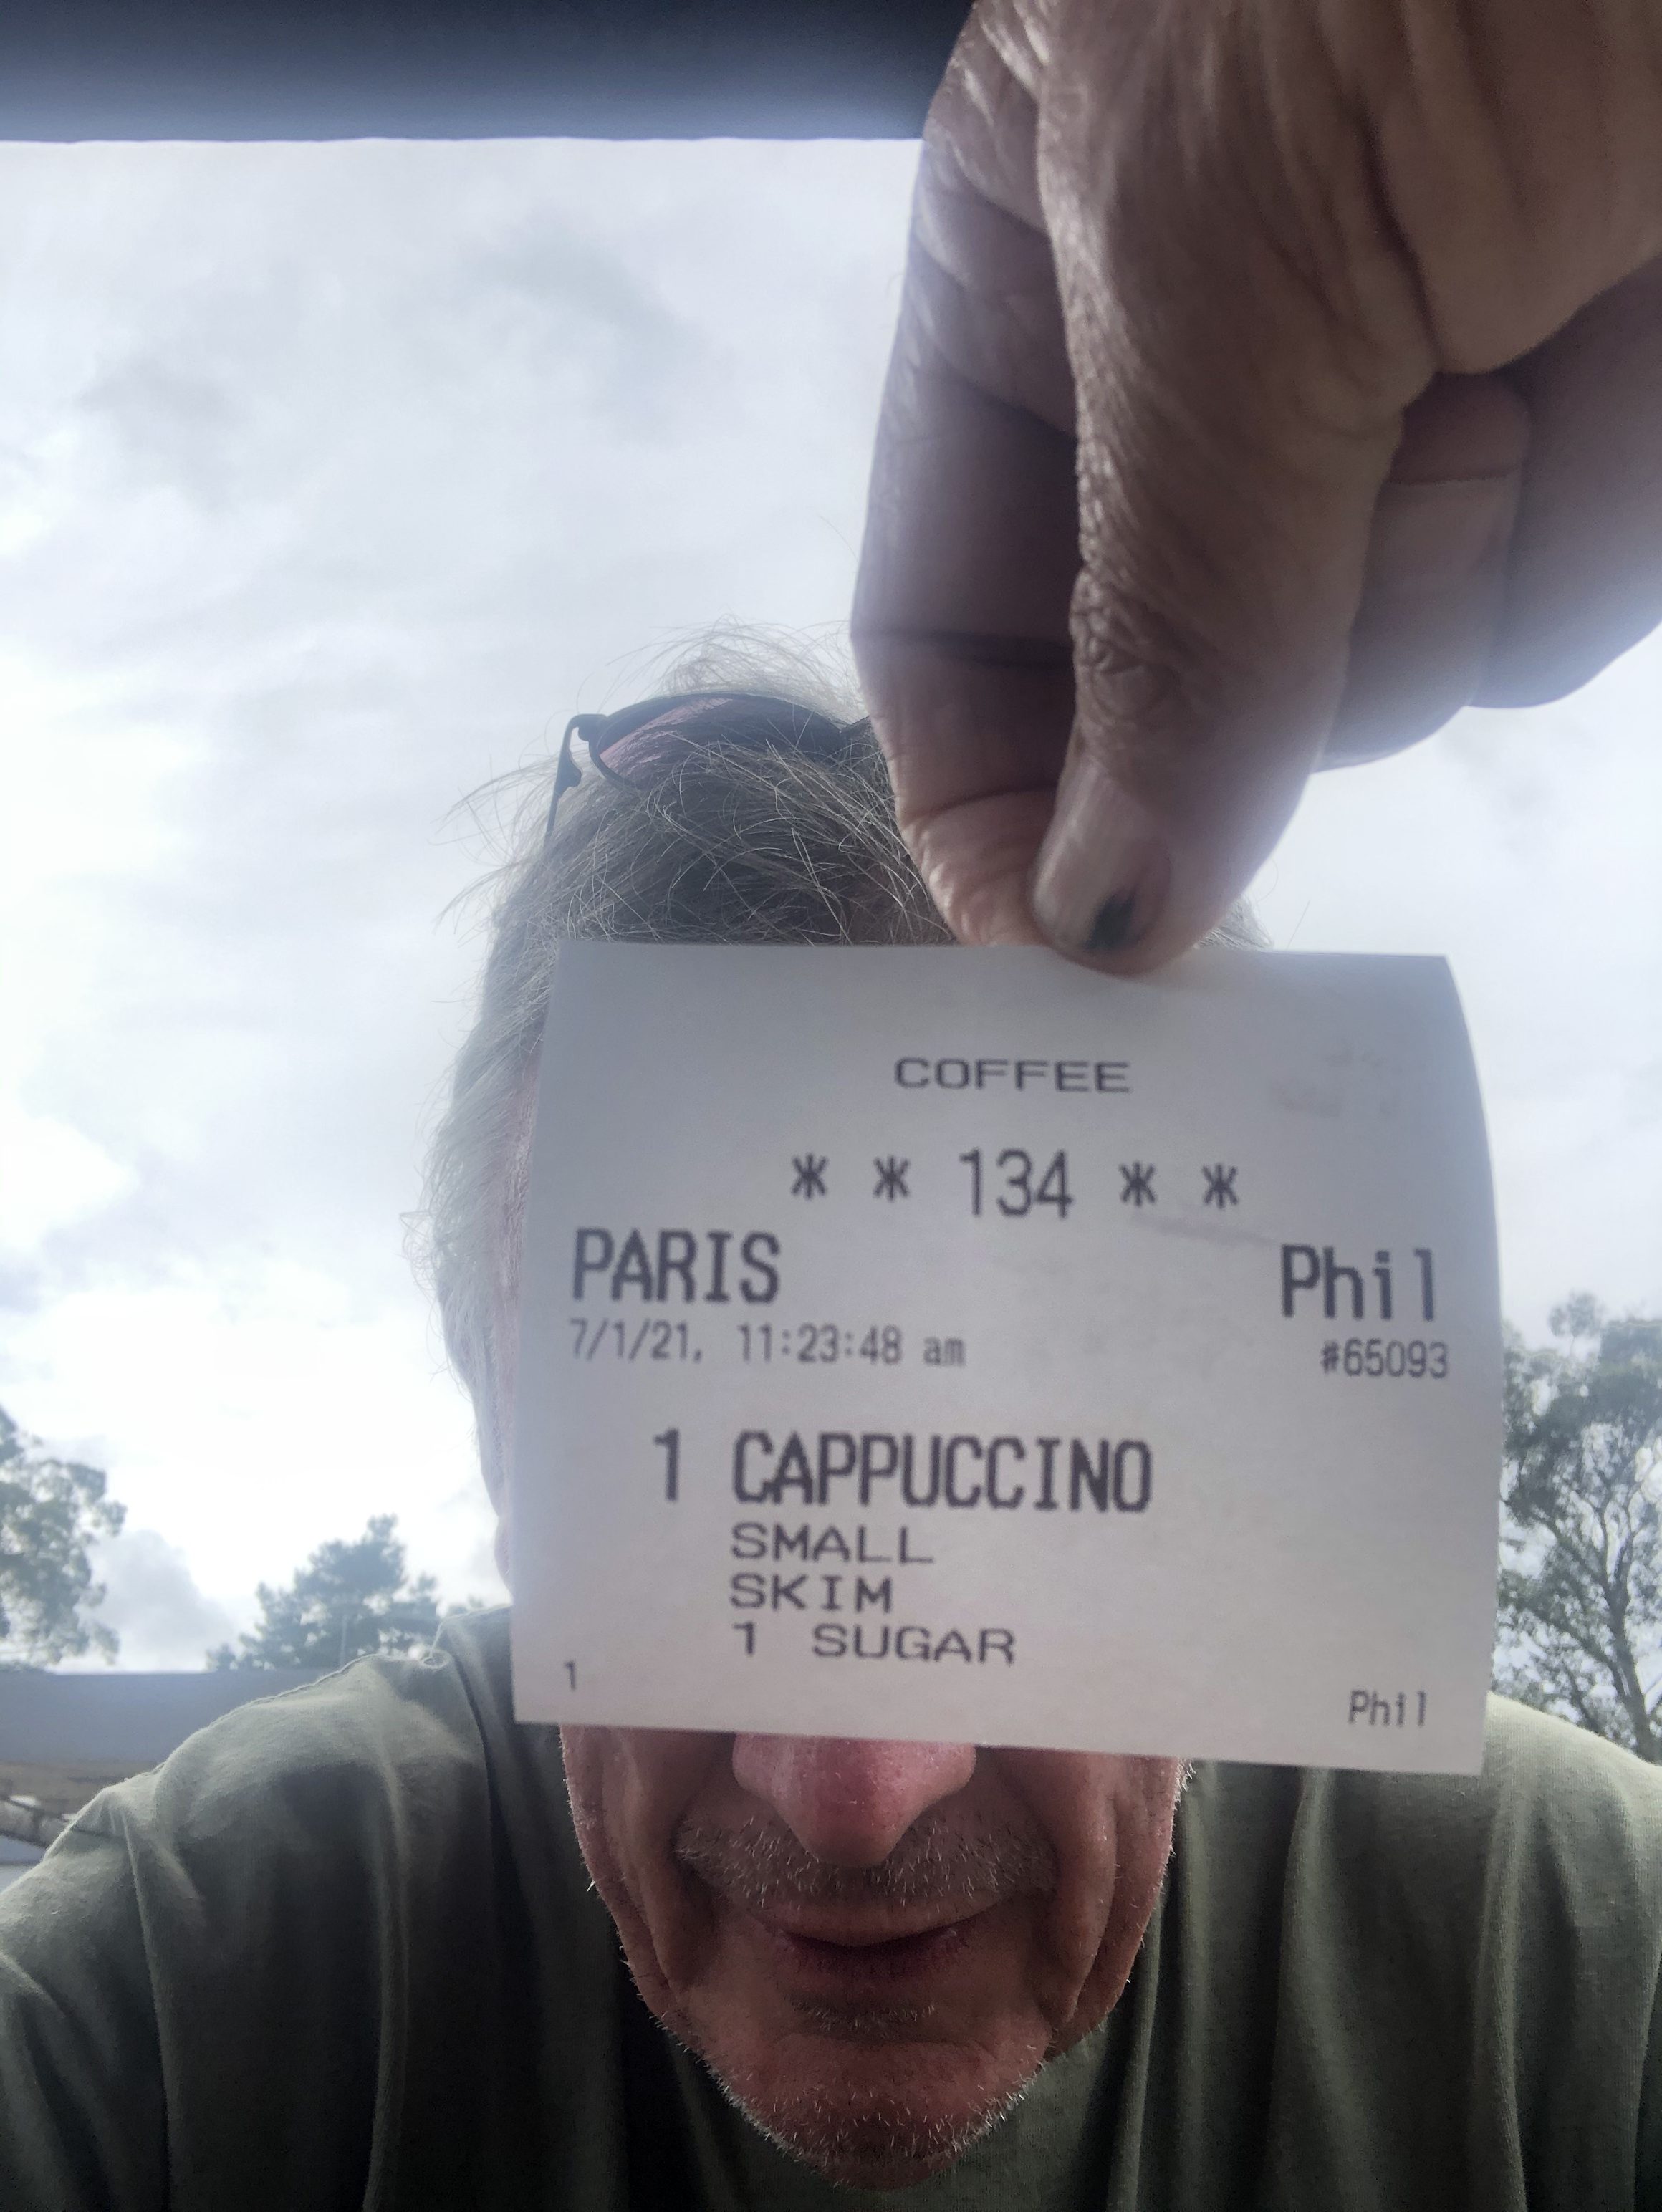 COFFEE
* * 134 * *
PARIS Phil
7/1/21, 11:23:48 am #65093
1 CAPPUCCINO
SMALL
SKIM
1 SUGAR
1 Phil